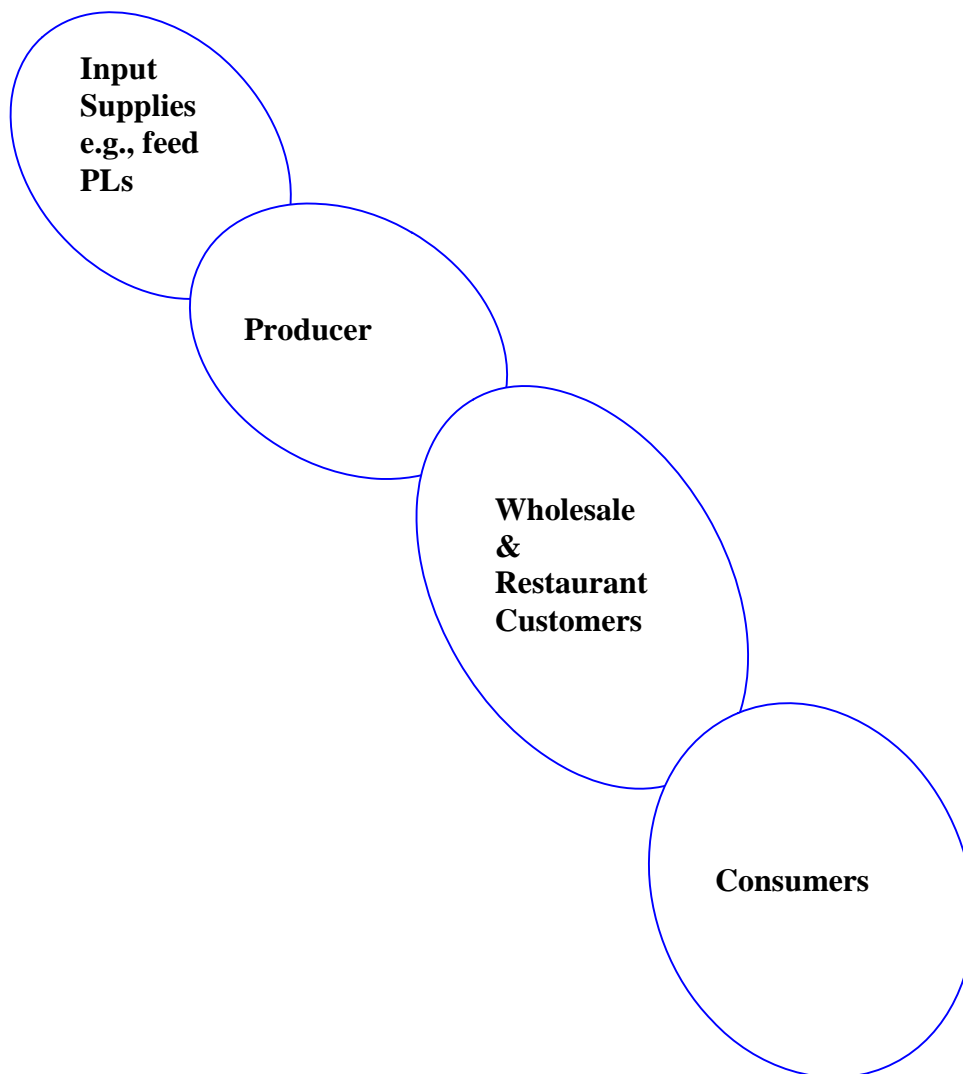 Input
Supplies
e.g., feed
PLs
Producer
Wholesale
&
Restaurant
Customers
Consumers